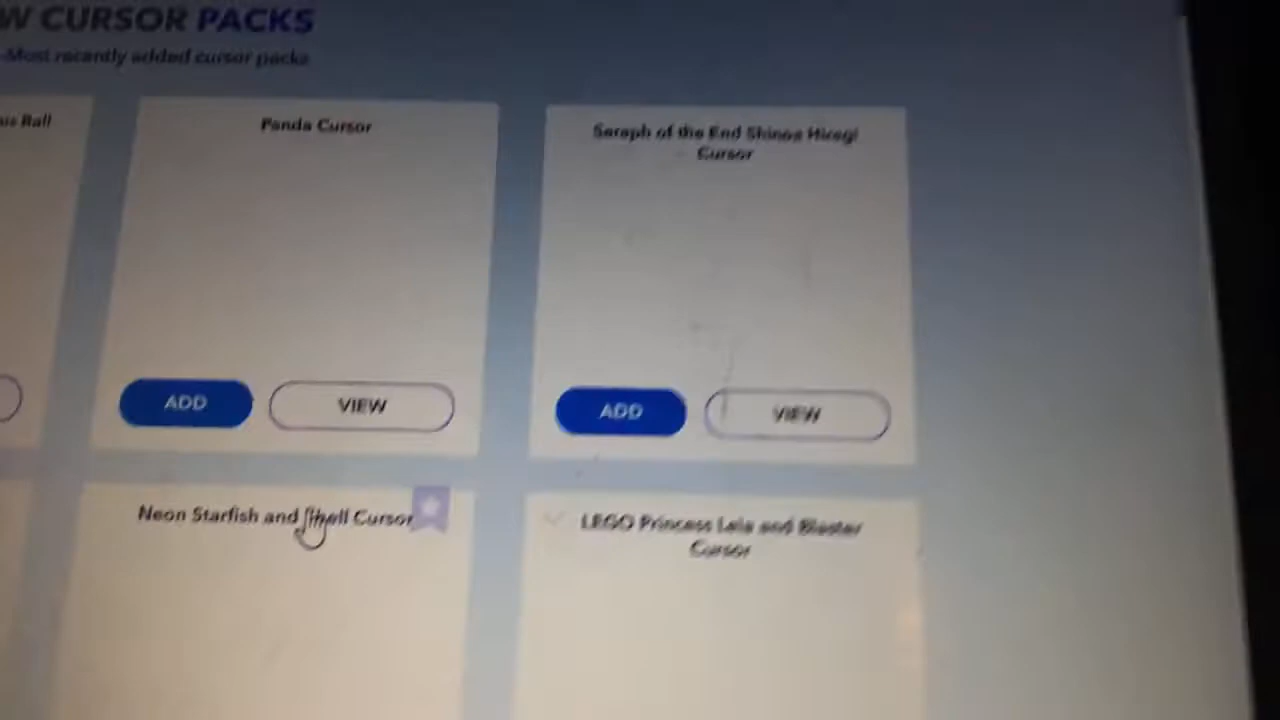 W CURSOR PACKS
Most recently added cursor packs
Ball
Panda Cursor
Seraph of the End Shinoa Hiragi
Cursor
ADD
VIEW
ADD
VIEW
Neon Starfish and Shell Cursor
LEGO Princess Leia and Blaster
Cursor